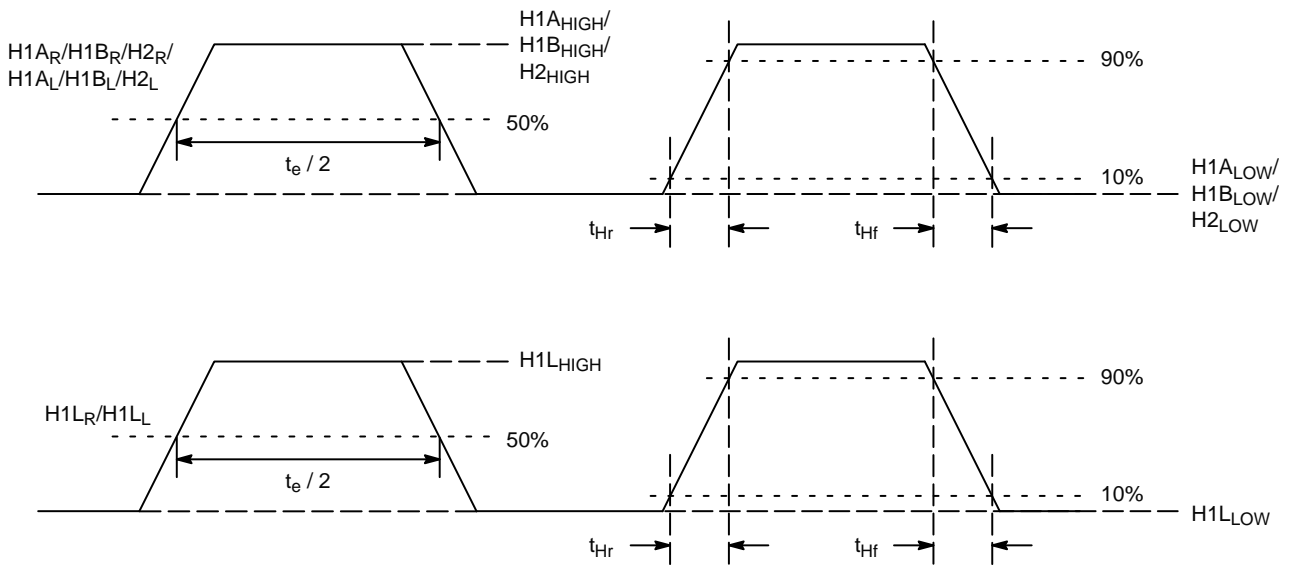 H1A_R/H1B_R/H2_R/
H1A_L/H1B_L/H2_L
H1A_HIGH/
H1B_HIGH/
H2_HIGH
90%
50%
t_e / 2
10%
H1A_LOW/
H1B_LOW/
H2_LOW
t_Hr
t_Hf
H1L_HIGH
90%
H1L_R/H1L_L
50%
t_e / 2
10%
H1L_LOW
t_Hr
t_Hf